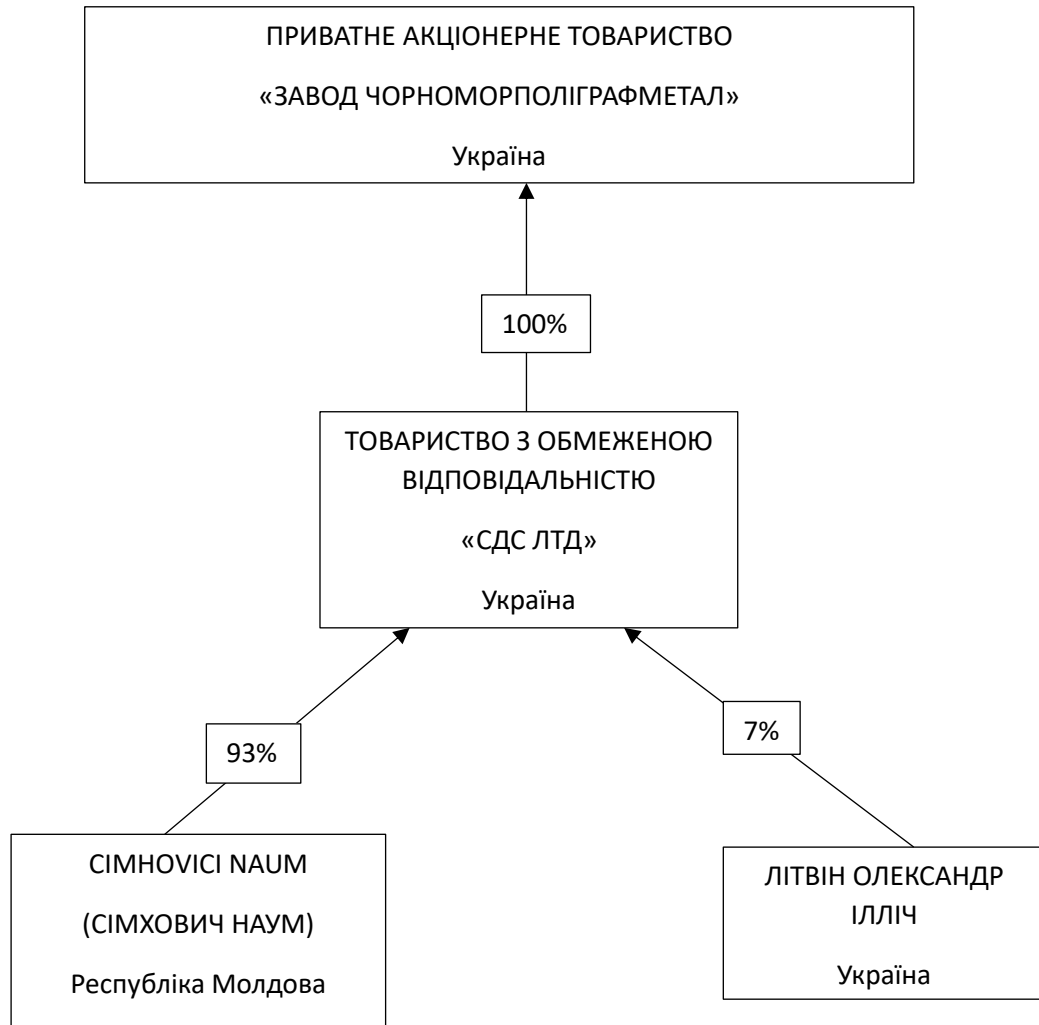 ПРИВАТНЕ АКЦІОНЕРНЕ ТОВАРИСТВО
«ЗАВОД ЧОРНОМОРПОЛІГРАФМЕТАЛ»
Україна
100%
ТОВАРИСТВО З ОБМЕЖЕНОЮ
ВІДПОВІДАЛЬНІСТЮ
«СДС ЛТД»
Україна
93%
7%
CIMHOVICI NAUM
(СІМХОВИЧ НАУМ)
Республіка Молдова
ЛІТВІН ОЛЕКСАНДР
ІЛЛІЧ
Україна